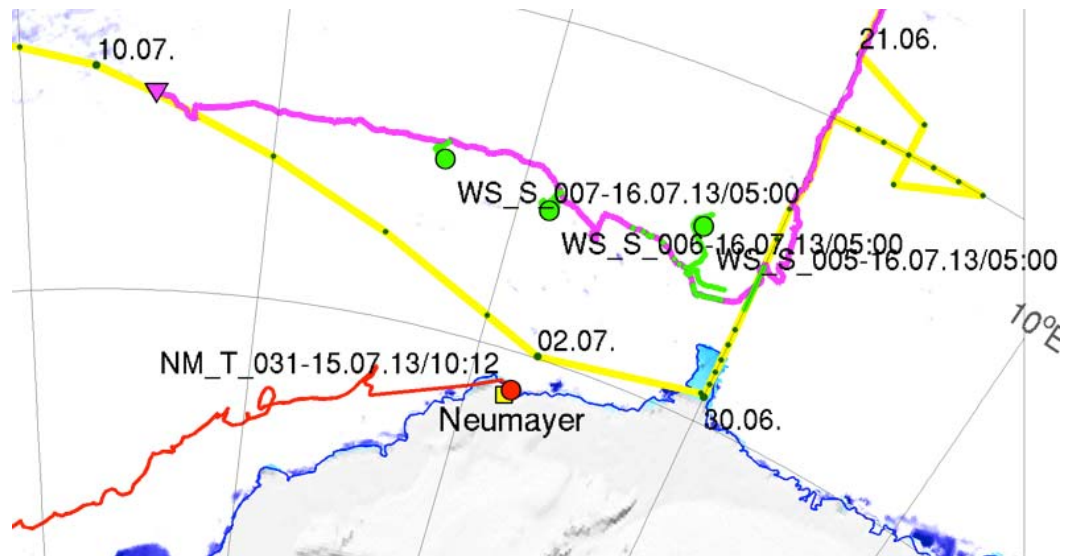 21.06.
10.07.
WS_S_007-16.07.13/05:00
WS_S_006-16.07.13/05:00
WS_S_005-16.07.13/05:00
10°E
02.07.
NM_T_031-15.07.13/10:12
Neumayer
30.06.